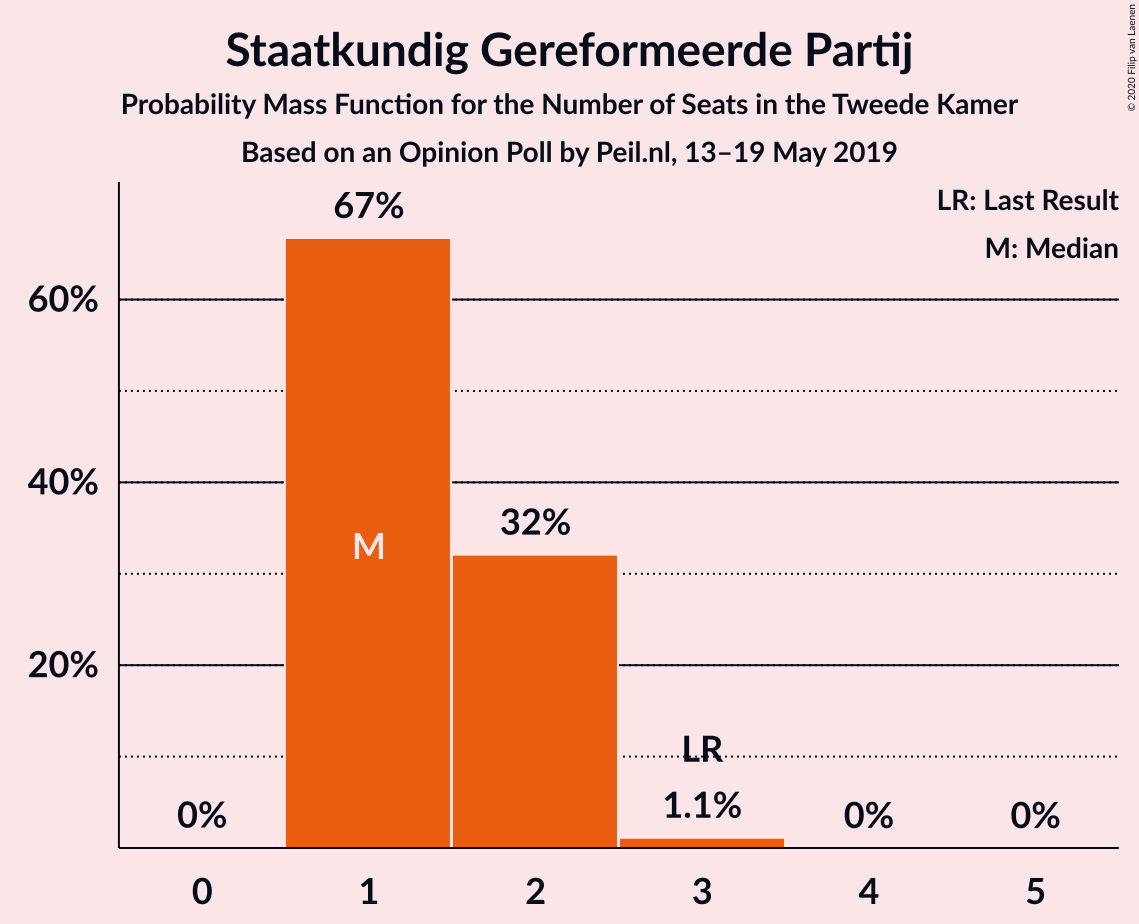 Staatkundig Gereformeerde Partij
Probability Mass Function for the Number of Seats in the Tweede Kamer
Based on an Opinion Poll by Peil.nl, 13–19 May 2019
© 2020 Filip van Laenen
LR: Last Result
M: Median
67%
60%
40%
32%
M
20%
LR
0%
1.1%
0%
0%
0 1 2 3 4 5